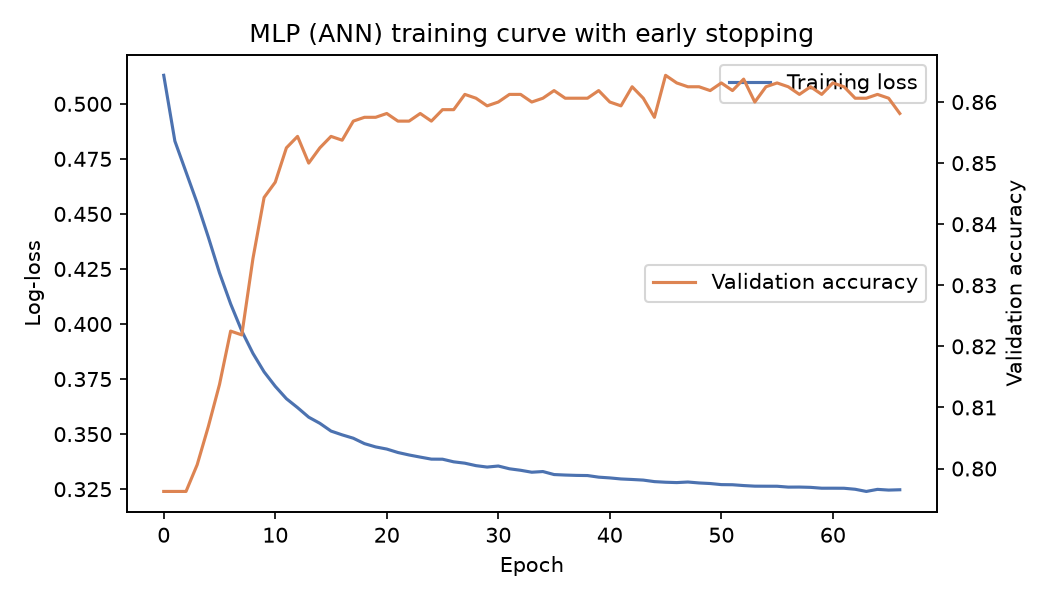 MLP (ANN) training curve with early stopping
Training loss
Validation accuracy
Log-loss
0.500
0.475
0.450
0.425
0.400
0.375
0.350
0.325
0.86
0.85
0.84
0.83
0.82
0.81
0.80
Validation accuracy
0 10 20 30 40 50 60
Epoch